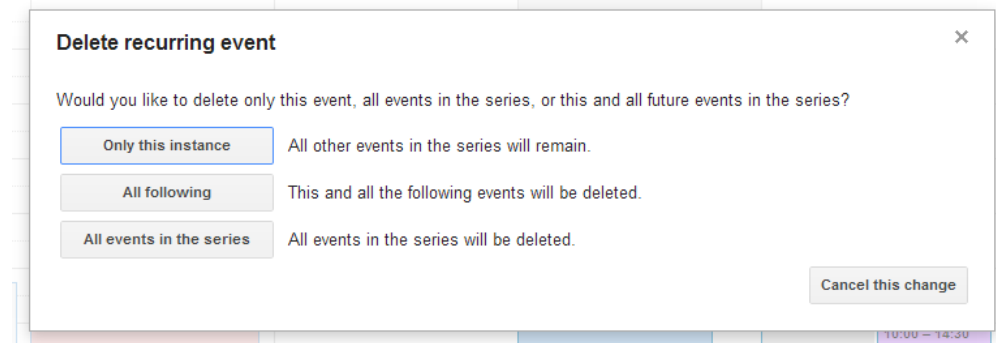 Delete recurring event
Would you like to delete only this event, all events in the series, or this and all future events in the series?
Only this instance All other events in the series will remain.
All following This and all the following events will be deleted.
All events in the series All events in the series will be deleted.
Cancel this change
10:00 – 14:30